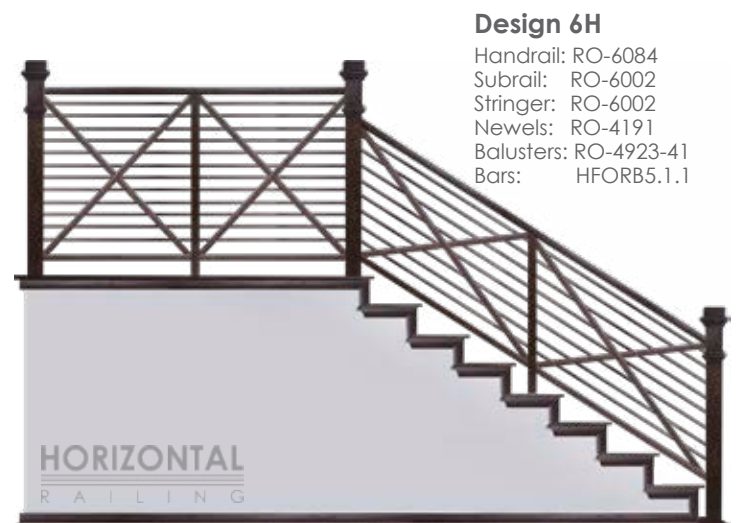 Design 6H
Handrail: RO-6084
Subrail: RO-6002
Stringer: RO-6002
Newels: RO-4191
Balusters: RO-4923-41
Bars: HFORB5.1.1
HORIZONTAL
RAILING